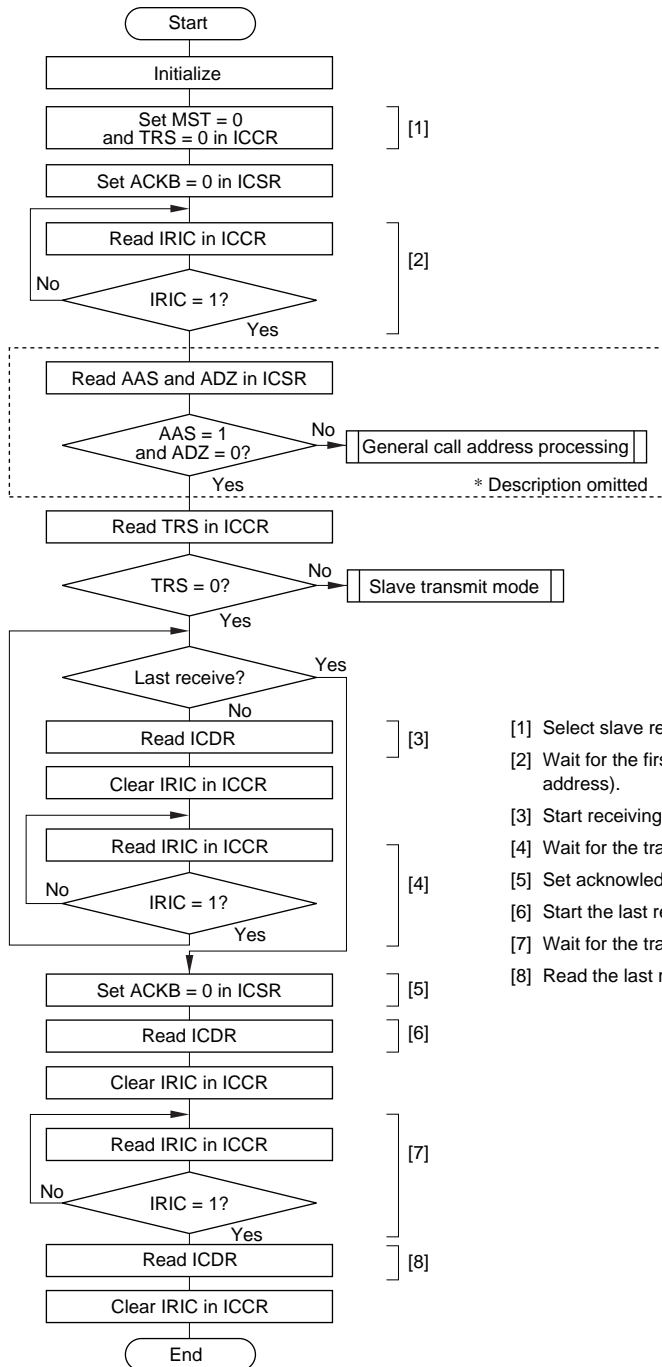 Start
Initialize
Set MST = 0
and TRS = 0 in ICCR
[1]
Set ACKB = 0 in ICSR
Read IRIC in ICCR
[2]
No
IRIC = 1?
Yes
Read AAS and ADZ in ICSR
AAS = 1
and ADZ = 0?
No
General call address processing
Yes
* Description omitted
Read TRS in ICCR
TRS = 0?
No
Slave transmit mode
Yes
Last receive?
Yes
No
Read ICDR
[3]
Clear IRIC in ICCR
Read IRIC in ICCR
[4]
No
IRIC = 1?
Yes
Set ACKB = 0 in ICSR
[5]
Read ICDR
[6]
Clear IRIC in ICCR
Read IRIC in ICCR
[7]
No
IRIC = 1?
Yes
Read ICDR
[8]
Clear IRIC in ICCR
End
[1] Select slave re
[2] Wait for the firs
address).
[3] Start receiving
[4] Wait for the tra
[5] Set acknowled
[6] Start the last re
[7] Wait for the tra
[8] Read the last r